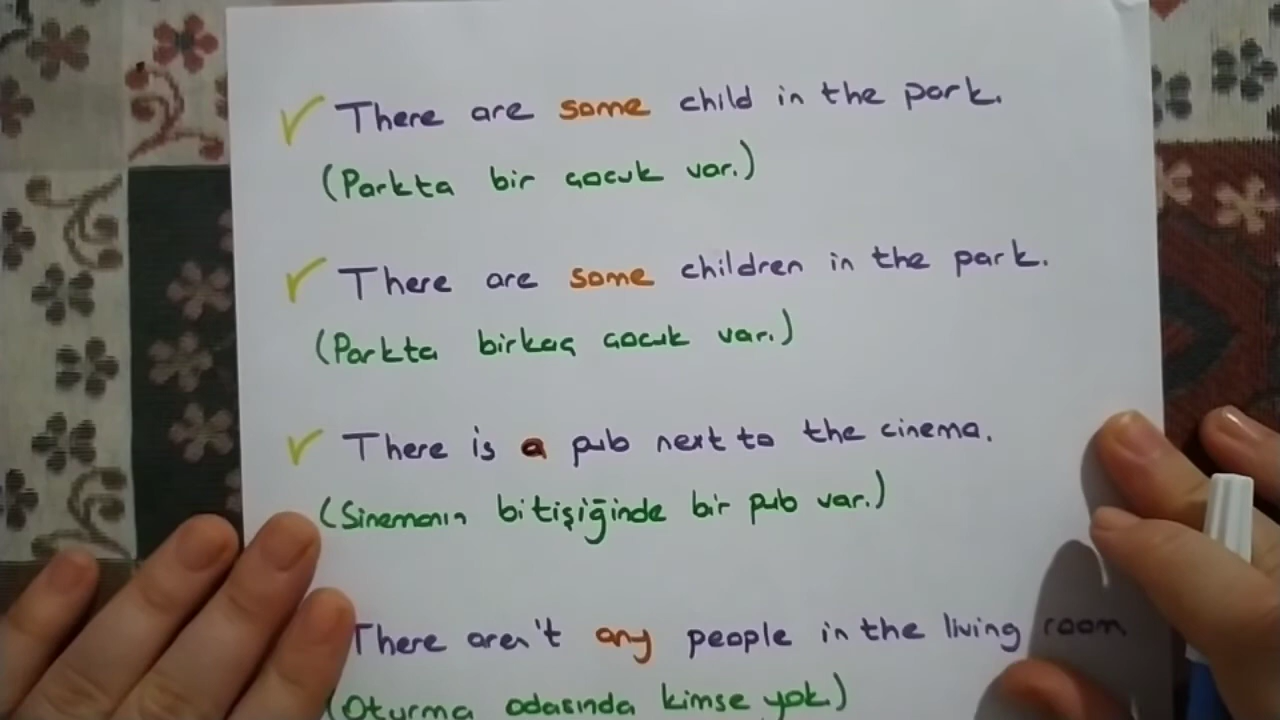 There are some child in the park.
(Parkta bir çocuk var.)
There are some children in the park.
(Parkta birkaç çocuk var.)
There is a pub next to the cinema.
(Sinemanın bitişiğinde bir pub var.)
There aren't any people in the living room
(Oturma odasında kimse yok)